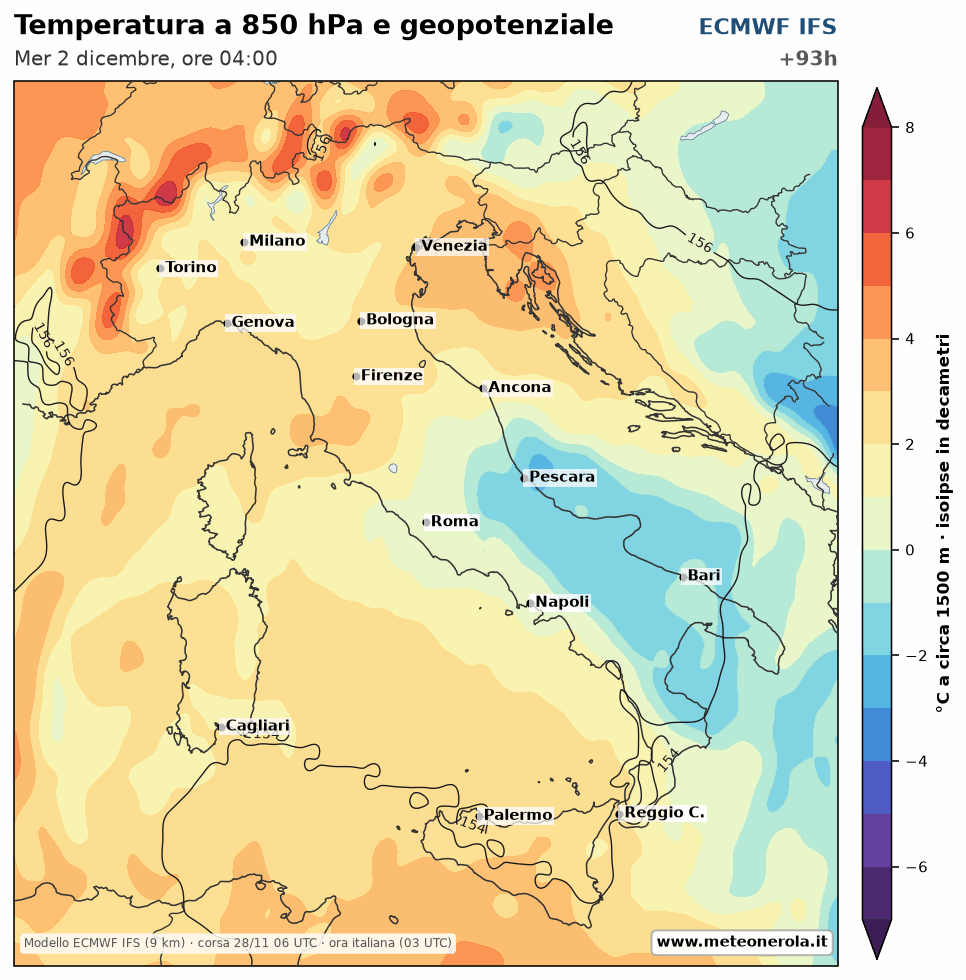 Temperatura a 850 hPa e geopotenziale
ECMWF IFS
Mer 2 dicembre, ore 04:00
+93h
156
156
156
156
156
Milano
Venezia
Torino
Genova
Bologna
Firenze
Ancona
Pescara
Roma
Bari
Napoli
Cagliari
154
154
Palermo
Reggio C.
154
8
6
4
2
0
−2
−4
−6
°C a circa 1500 m · isoipse in decametri
Modello ECMWF IFS (9 km) · corsa 28/11 06 UTC · ora italiana (03 UTC)
www.meteonerola.it